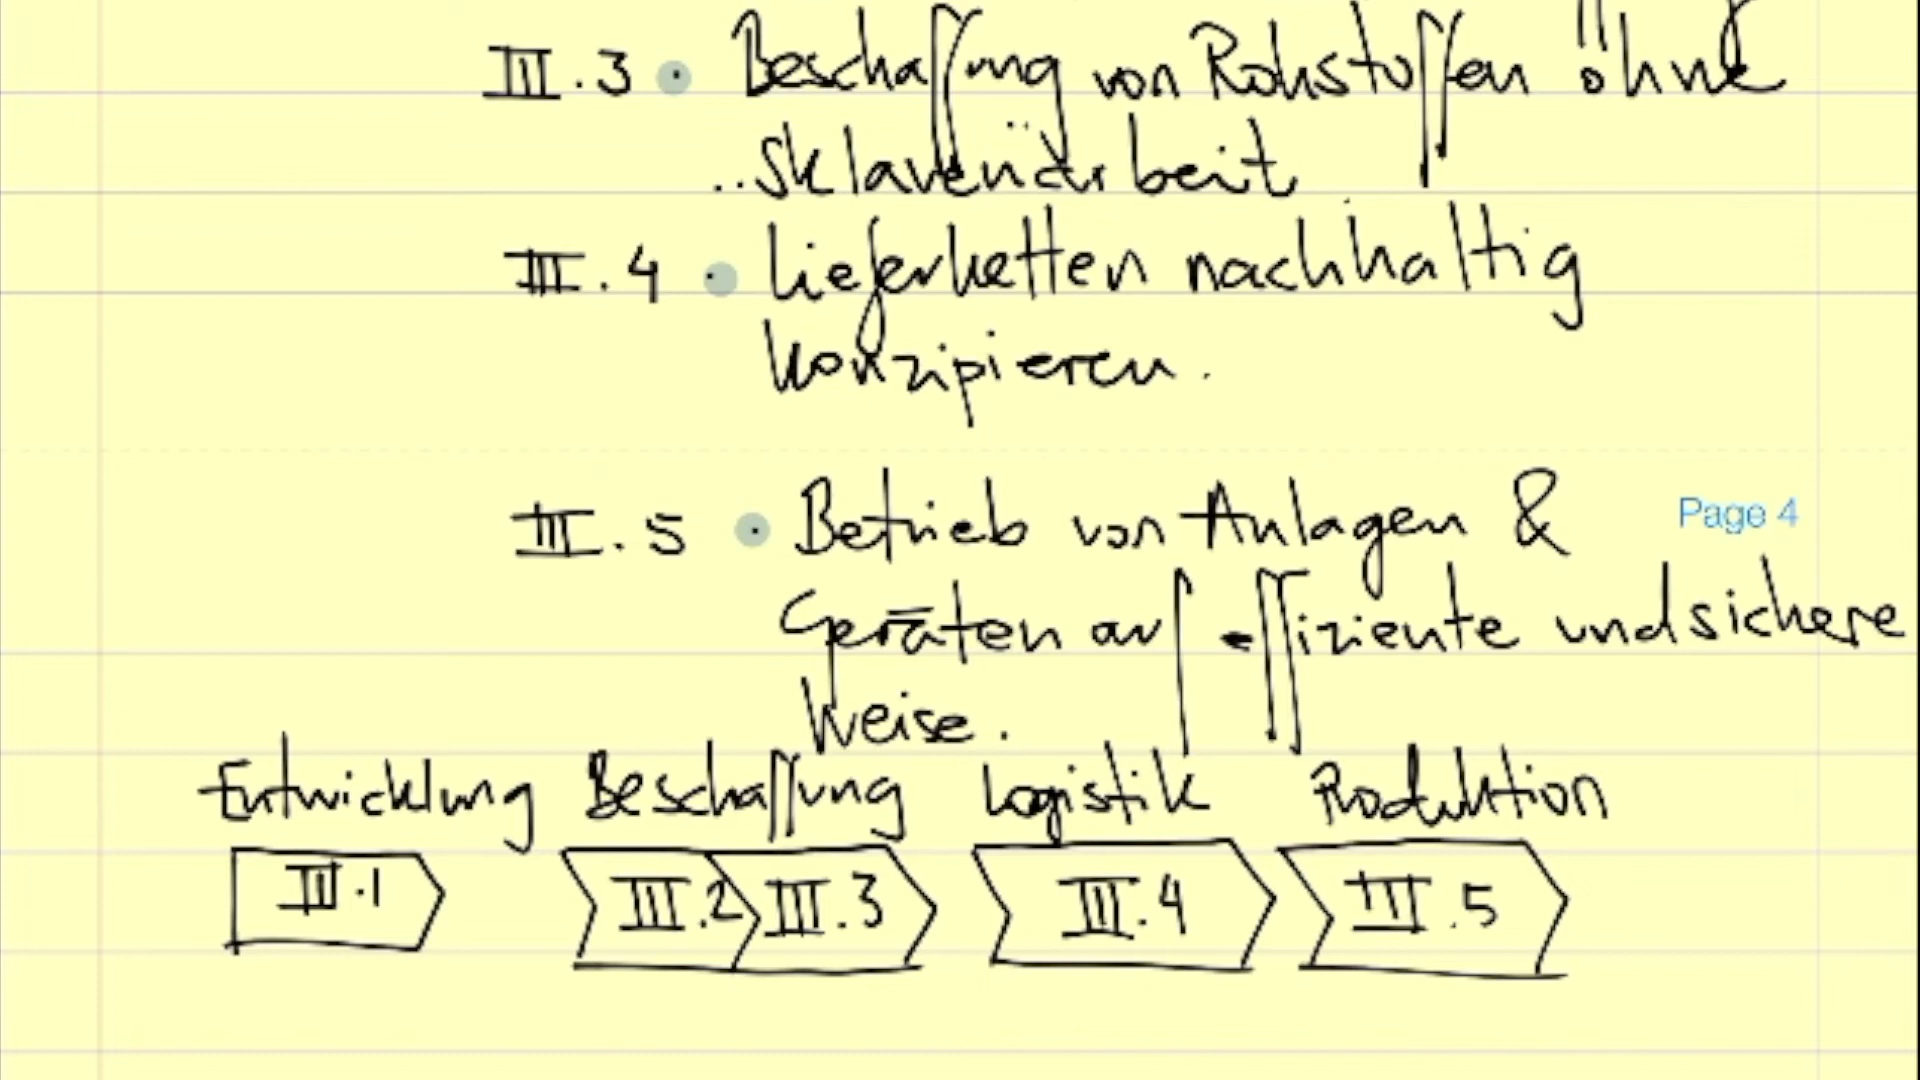 III.3 • Beschaffung von Rohstoffen ohne
Sklavenarbeit
III.4 • Lieferketten nachhaltig
konzipieren.
III.5 • Betrieb von Anlagen &
Page 4
Geräten auf effiziente und sichere
Weise.
Entwicklung Beschaffung Logistik Produktion
III.1 III.2 III.3 III.4 III.5